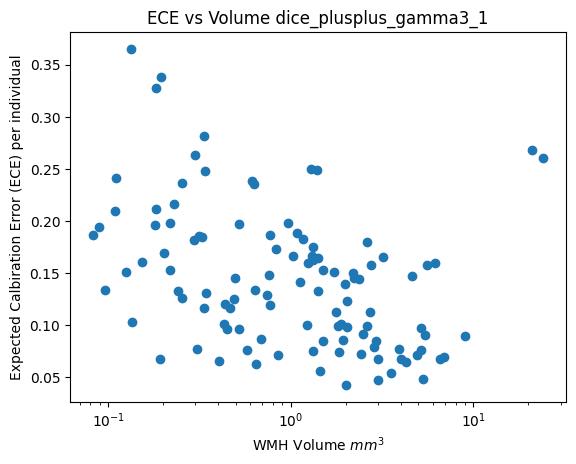 ECE vs Volume dice_plusplus_gamma3_1
Expected Calbiration Error (ECE) per individual
0.35
0.30
0.25
0.20
0.15
0.10
0.05
10⁻¹ 10⁰ 10¹
WMH Volume mm³